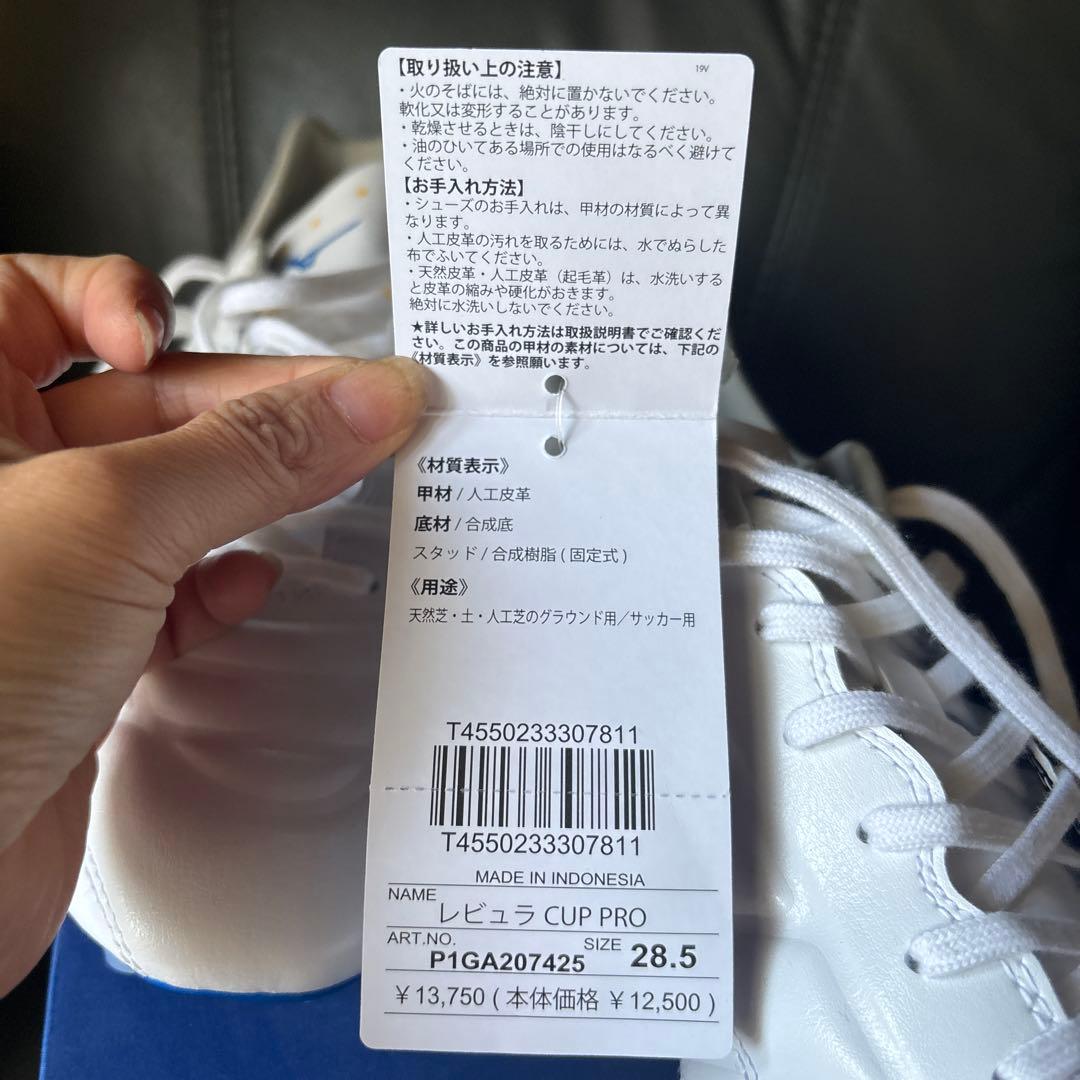 【取り扱い上の注意】 19V
・火のそばには、絶対に置かないでください。
軟化又は変形することがあります。
・乾燥させるときは、陰干しにしてください。
・油のひいてある場所での使用はなるべく避けて
ください。
【お手入れ方法】
・シューズのお手入れは、甲材の材質によって異
なります。
・人工皮革の汚れを取るためには、水でぬらした
布でふいてください。
・天然皮革・人工皮革（起毛革）は、水洗いする
と皮革の縮みや硬化がおきます。
絶対に水洗いしないでください。
★詳しいお手入れ方法は取扱説明書でご確認くだ
さい。この商品の甲材の素材については、下記の
《材質表示》を参照願います。
《材質表示》
甲材 / 人工皮革
底材 / 合成底
スタッド / 合成樹脂 ( 固定式 )
《用途》
天然芝・土・人工芝のグラウンド用／サッカー用
T4550233307811
T4550233307811
MADE IN INDONESIA
NAME レビュラ CUP PRO
ART.NO. P1GA207425 SIZE 28.5
￥13,750 ( 本体価格 ￥12,500 )